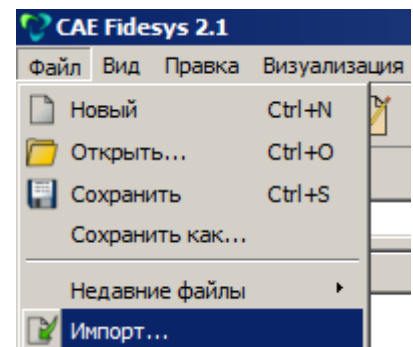 CAE Fidesys 2.1
Файл Вид Правка Визуализация
Новый Ctrl+N
Открыть... Ctrl+O
Сохранить Ctrl+S
Сохранить как...
Недавние файлы
Импорт...